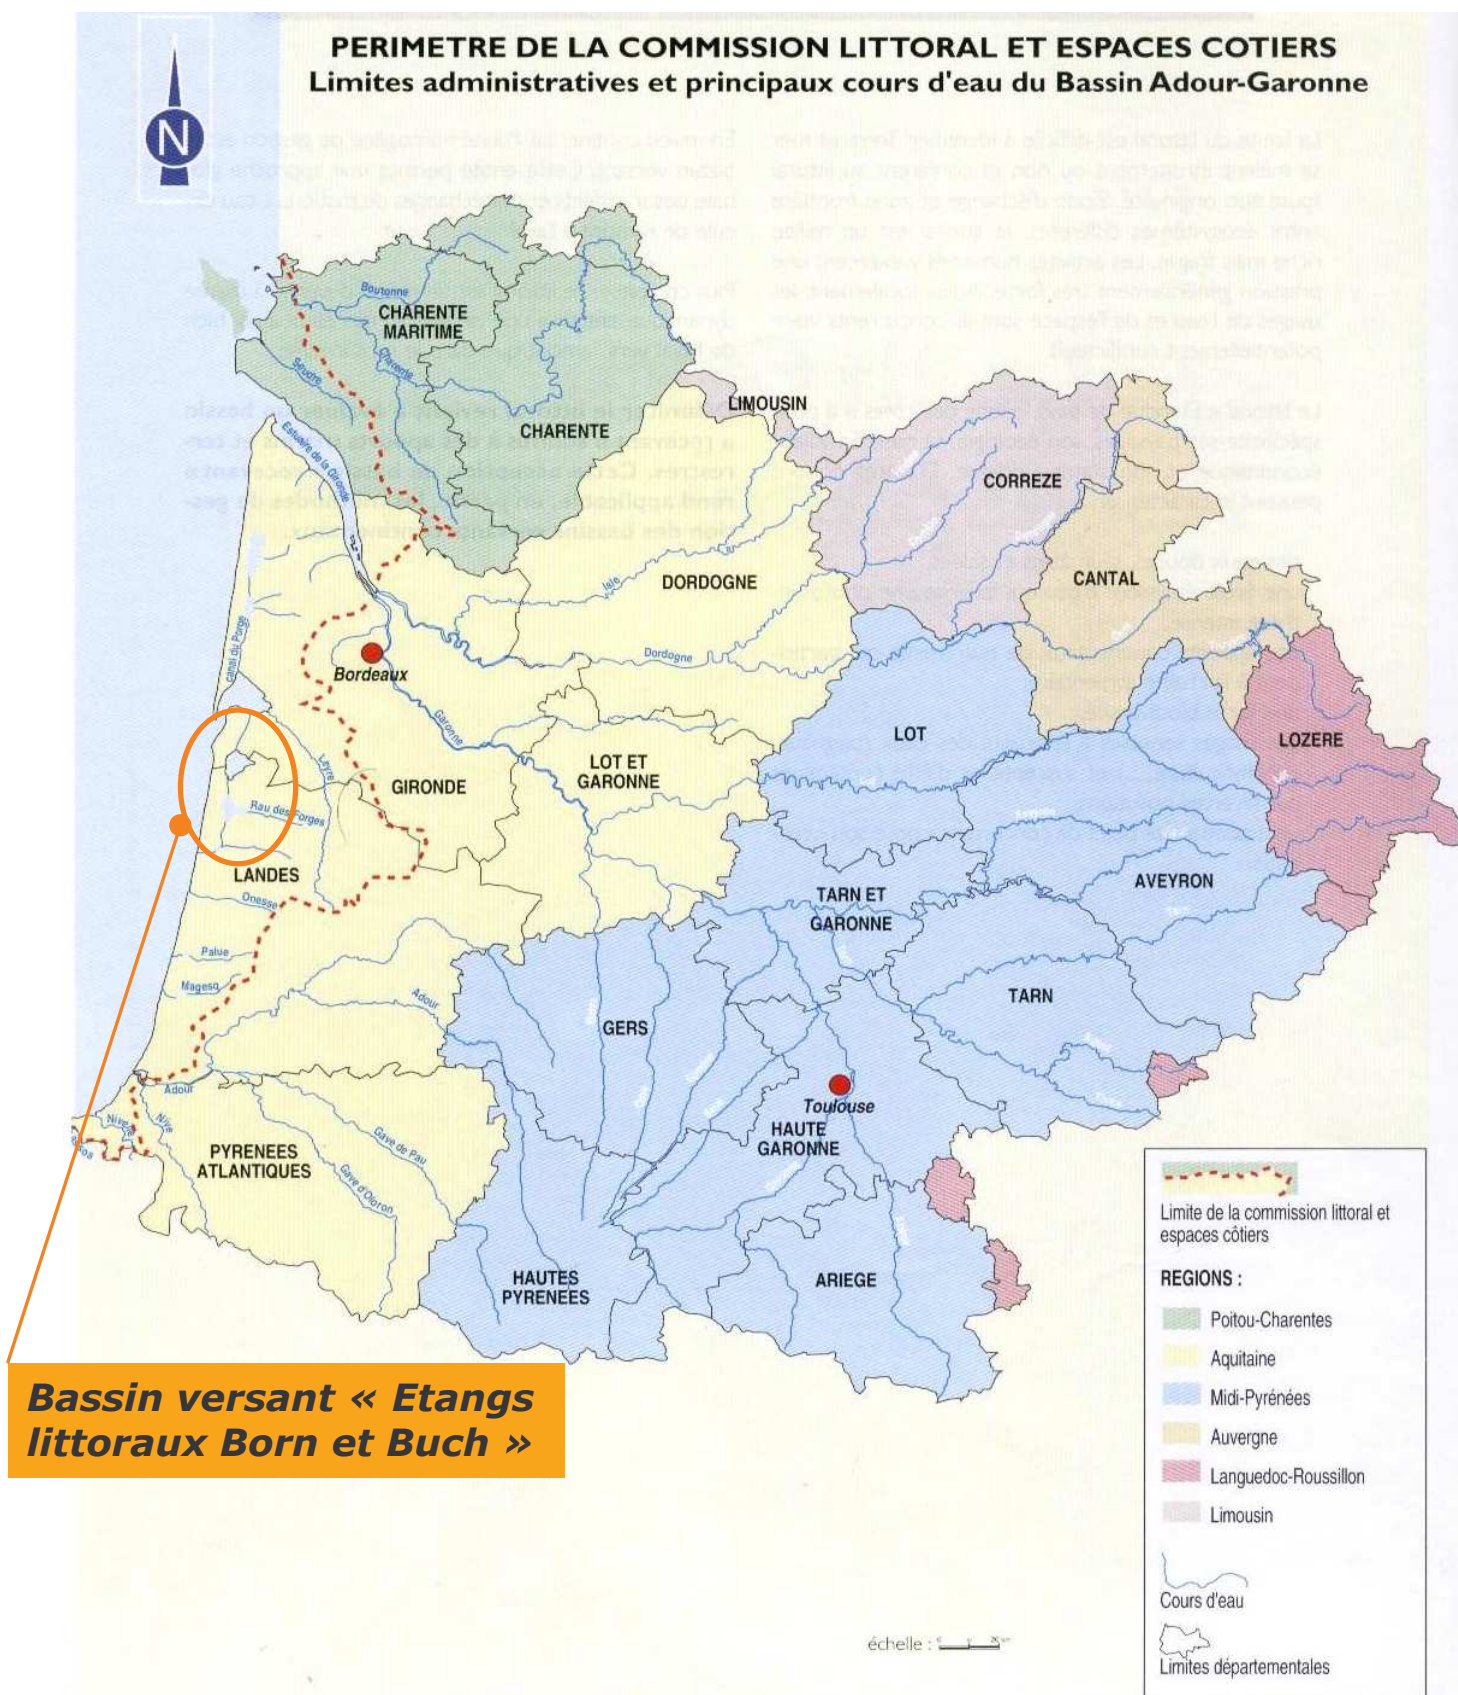 PERIMETRE DE LA COMMISSION LITTORAL ET ESPACES COTIERS
Limites administratives et principaux cours d'eau du Bassin Adour-Garonne
N
Boutonne
CHARENTE
MARITIME
Charente
Seudre
LIMOUSIN
CHARENTE
Estuaire de la Gironde
CORREZE
Isle
DORDOGNE
CANTAL
canal du Porge
Dordogne
Bordeaux
Garonne
LOT
LOZERE
LOT ET
GARONNE
Leyre
GIRONDE
Rau des Forges
LANDES
AVEYRON
TARN ET
GARONNE
Onesse
Palue
Magesq
Adour
TARN
GERS
Adour
Toulouse
HAUTE
GARONNE
Nivelle
Nive
Gave de Pau
PYRENEES
ATLANTIQUES
Gave d'Oloron
HAUTES
PYRENEES
ARIEGE
Limite de la commission littoral et
espaces côtiers
REGIONS :
Poitou-Charentes
Aquitaine
Midi-Pyrénées
Auvergne
Languedoc-Roussillon
Limousin
Cours d'eau
Limites départementales
échelle :
Bassin versant « Etangs
littoraux Born et Buch »